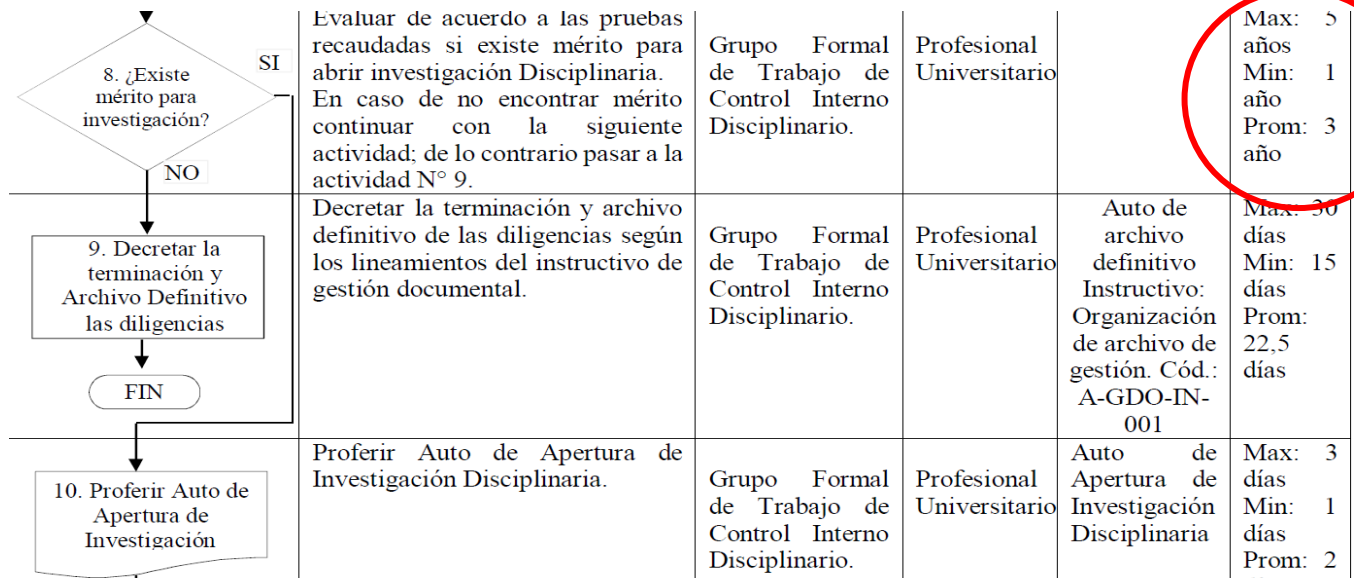 8. ¿Existe
mérito para
investigación?
SI
NO
Evaluar de acuerdo a las pruebas
recaudadas si existe mérito para
abrir investigación Disciplinaria.
En caso de no encontrar mérito
continuar con la siguiente
actividad; de lo contrario pasar a la
actividad N° 9.
Grupo Formal
de Trabajo de
Control Interno
Disciplinario.
Profesional
Universitario
Max: 5
años
Min: 1
año
Prom: 3
año
9. Decretar la
terminación y
Archivo Definitivo
las diligencias
FIN
Decretar la terminación y archivo
definitivo de las diligencias según
los lineamientos del instructivo de
gestión documental.
Grupo Formal
de Trabajo de
Control Interno
Disciplinario.
Profesional
Universitario
Auto de
archivo
definitivo
Instructivo:
Organización
de archivo de
gestión. Cód.:
A-GDO-IN-
001
Max: 30
días
Min: 15
días
Prom:
22,5
días
10. Proferir Auto de
Apertura de
Investigación
Proferir Auto de Apertura de
Investigación Disciplinaria.
Grupo Formal
de Trabajo de
Control Interno
Disciplinario.
Profesional
Universitario
Auto de
Apertura de
Investigación
Disciplinaria
Max: 3
días
Min: 1
días
Prom: 2